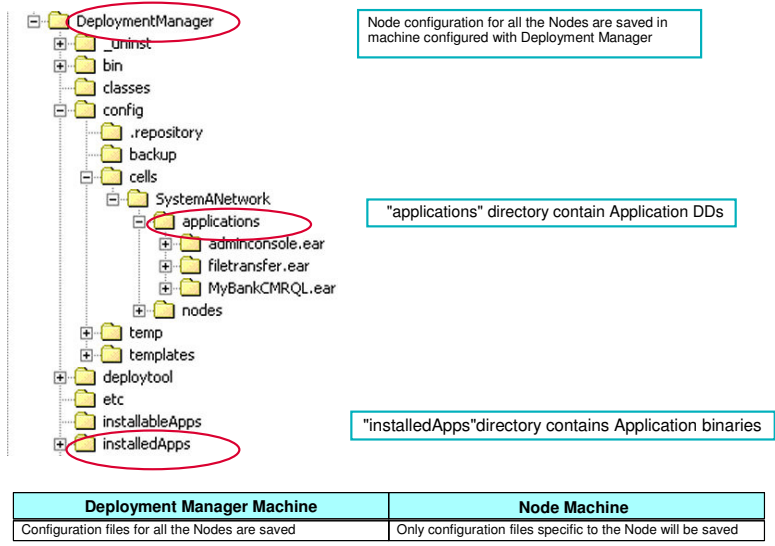 DeploymentManager
Node configuration for all the Nodes are saved in
machine configured with Deployment Manager
_uninst
bin
classes
config
.repository
backup
cells
SystemANetwork
applications
"applications" directory contain Application DDs
adminconsole.ear
filetransfer.ear
MyBankCMRQL.ear
nodes
temp
templates
deploytool
etc
installableApps
"installedApps"directory contains Application binaries
installedApps
Deployment Manager Machine
Node Machine
Configuration files for all the Nodes are saved
Only configuration files specific to the Node will be saved